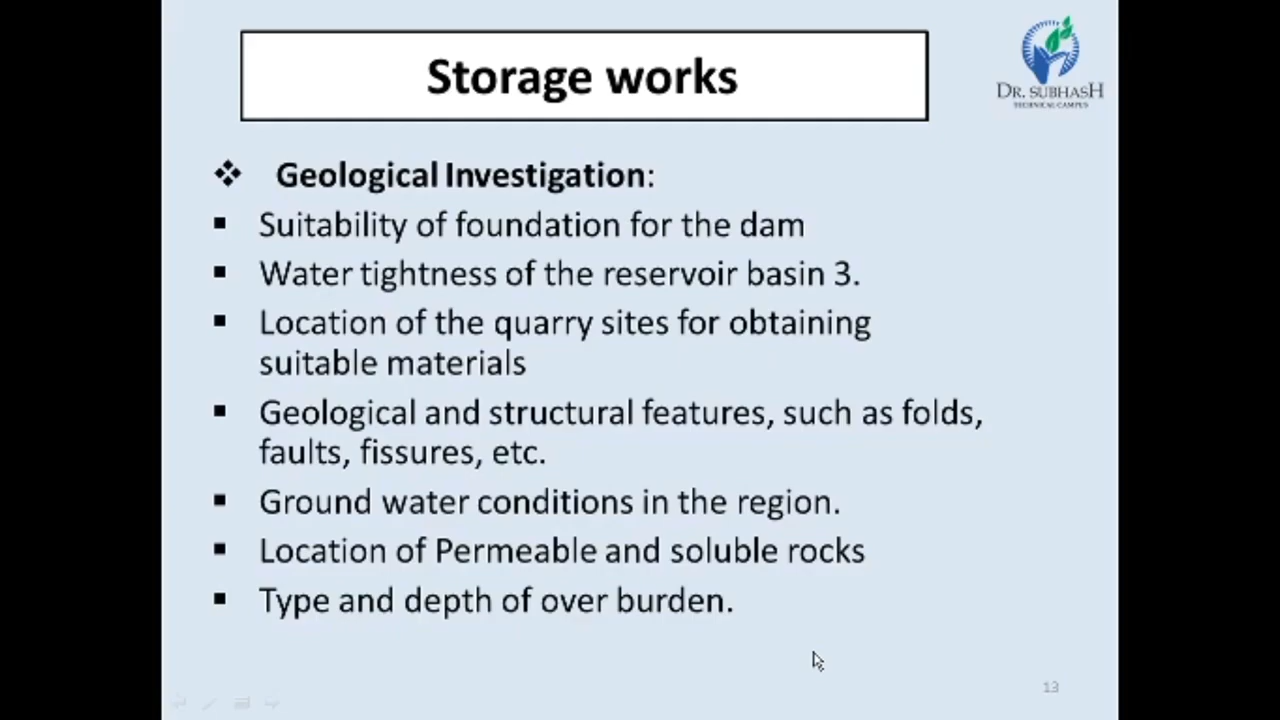 Storage works
DR. SUBHASH
TECHNICAL CAMPUS
❖ Geological Investigation:
▪ Suitability of foundation for the dam
▪ Water tightness of the reservoir basin 3.
▪ Location of the quarry sites for obtaining
suitable materials
▪ Geological and structural features, such as folds,
faults, fissures, etc.
▪ Ground water conditions in the region.
▪ Location of Permeable and soluble rocks
▪ Type and depth of over burden.
13